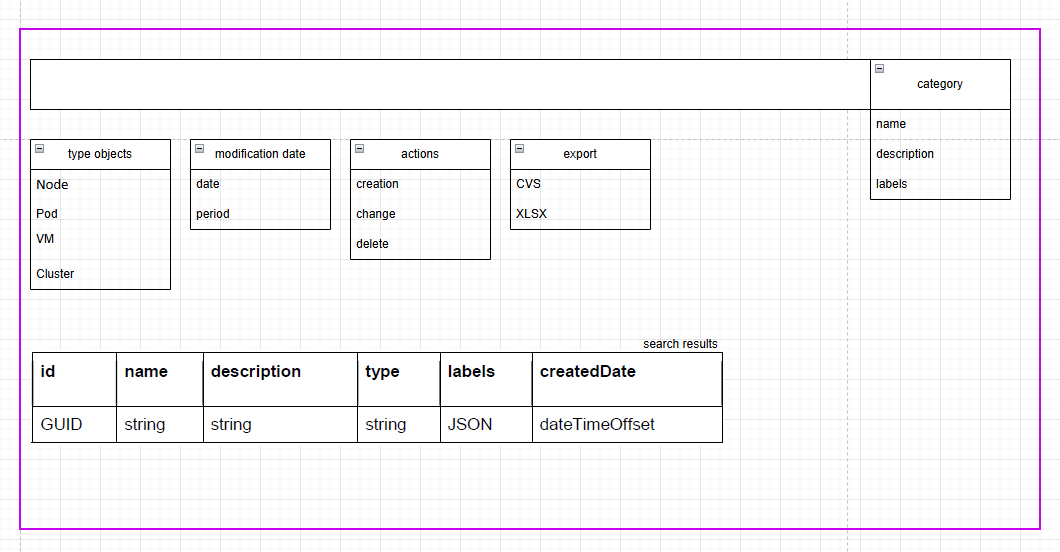 category
name
description
labels
type objects
Node
Pod
VM
Cluster
modification date
date
period
actions
creation
change
delete
export
CVS
XLSX
search results
id name description type labels createdDate
GUID string string string JSON dateTimeOffset